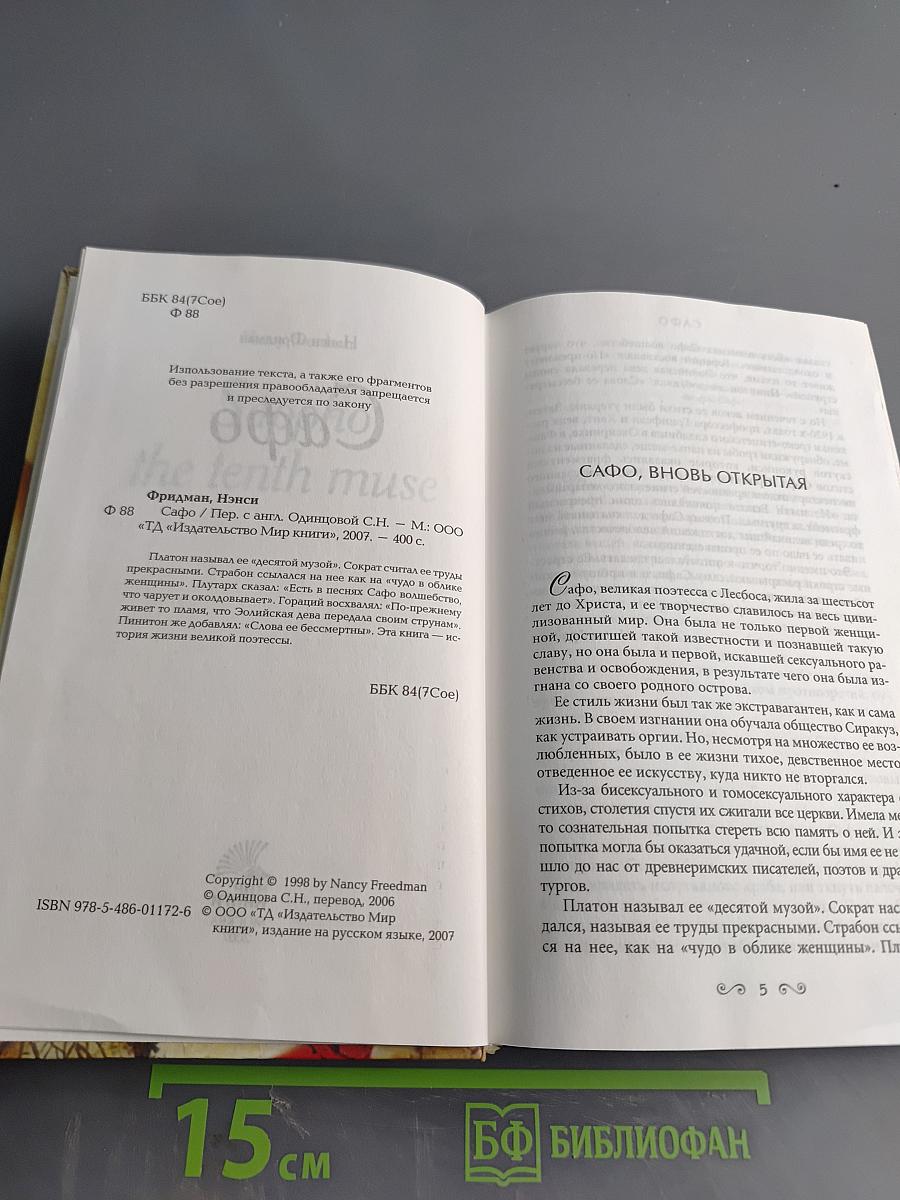 ББК 84(7Сое)
Ф 88
Изпользование текста, а также его фрагментов
без разрешения правообладателя запрещается
и преследуется по закону
Фридман, Нэнси
Ф 88 Сафо / Пер. с англ. Одинцовой С.Н. — М.: ООО
«ТД «Издательство Мир книги», 2007. — 400 с.
Платон называл ее «десятой музой». Сократ считал ее труды
прекрасными. Страбон ссылался на нее как на «чудо в облике
женщины». Плутарх сказал: «Есть в песнях Сафо волшебство,
что чарует и околдовывает». Гораций восхвалял: «По-прежнему
живет то пламя, что Эолийская дева передала своим струнам».
Пинитон же добавлял: «Слова ее бессмертны». Эта книга — ис-
тория жизни великой поэтессы.
ББК 84(7Сое)
Copyright © 1998 by Nancy Freedman
© Одинцова С.Н., перевод, 2006
ISBN 978-5-486-01172-6 © ООО «ТД «Издательство Мир
книги», издание на русском языке, 2007
САФО, ВНОВЬ ОТКРЫТАЯ
Сафо, великая поэтесса с Лесбоса, жила за шестьсот
лет до Христа, и ее творчество славилось на весь циви-
лизованный мир. Она была не только первой женщи-
ной, достигшей такой известности и познавшей такую
славу, но она была и первой, искавшей сексуального ра-
венства и освобождения, в результате чего она была из-
гнана со своего родного острова.
Ее стиль жизни был так же экстравагантен, как и сама
жизнь. В своем изгнании она обучала общество Сиракуз,
как устраивать оргии. Но, несмотря на множество ее воз-
любленных, было в ее жизни тихое, девственное место
отведенное ее искусству, куда никто не вторгался.
Из-за бисексуального и гомосексуального характера
стихов, столетия спустя их сжигали все церкви. Имела ме
то сознательная попытка стереть всю память о ней. И
попытка могла бы оказаться удачной, если бы имя ее не
шло до нас от древнеримских писателей, поэтов и дра
тургов.
Платон называл ее «десятой музой». Сократ нас
дался, называя ее труды прекрасными. Страбон ссы
ся на нее, как на «чудо в облике женщины». Пл
5
15 см
БФ БИБЛИОФАН